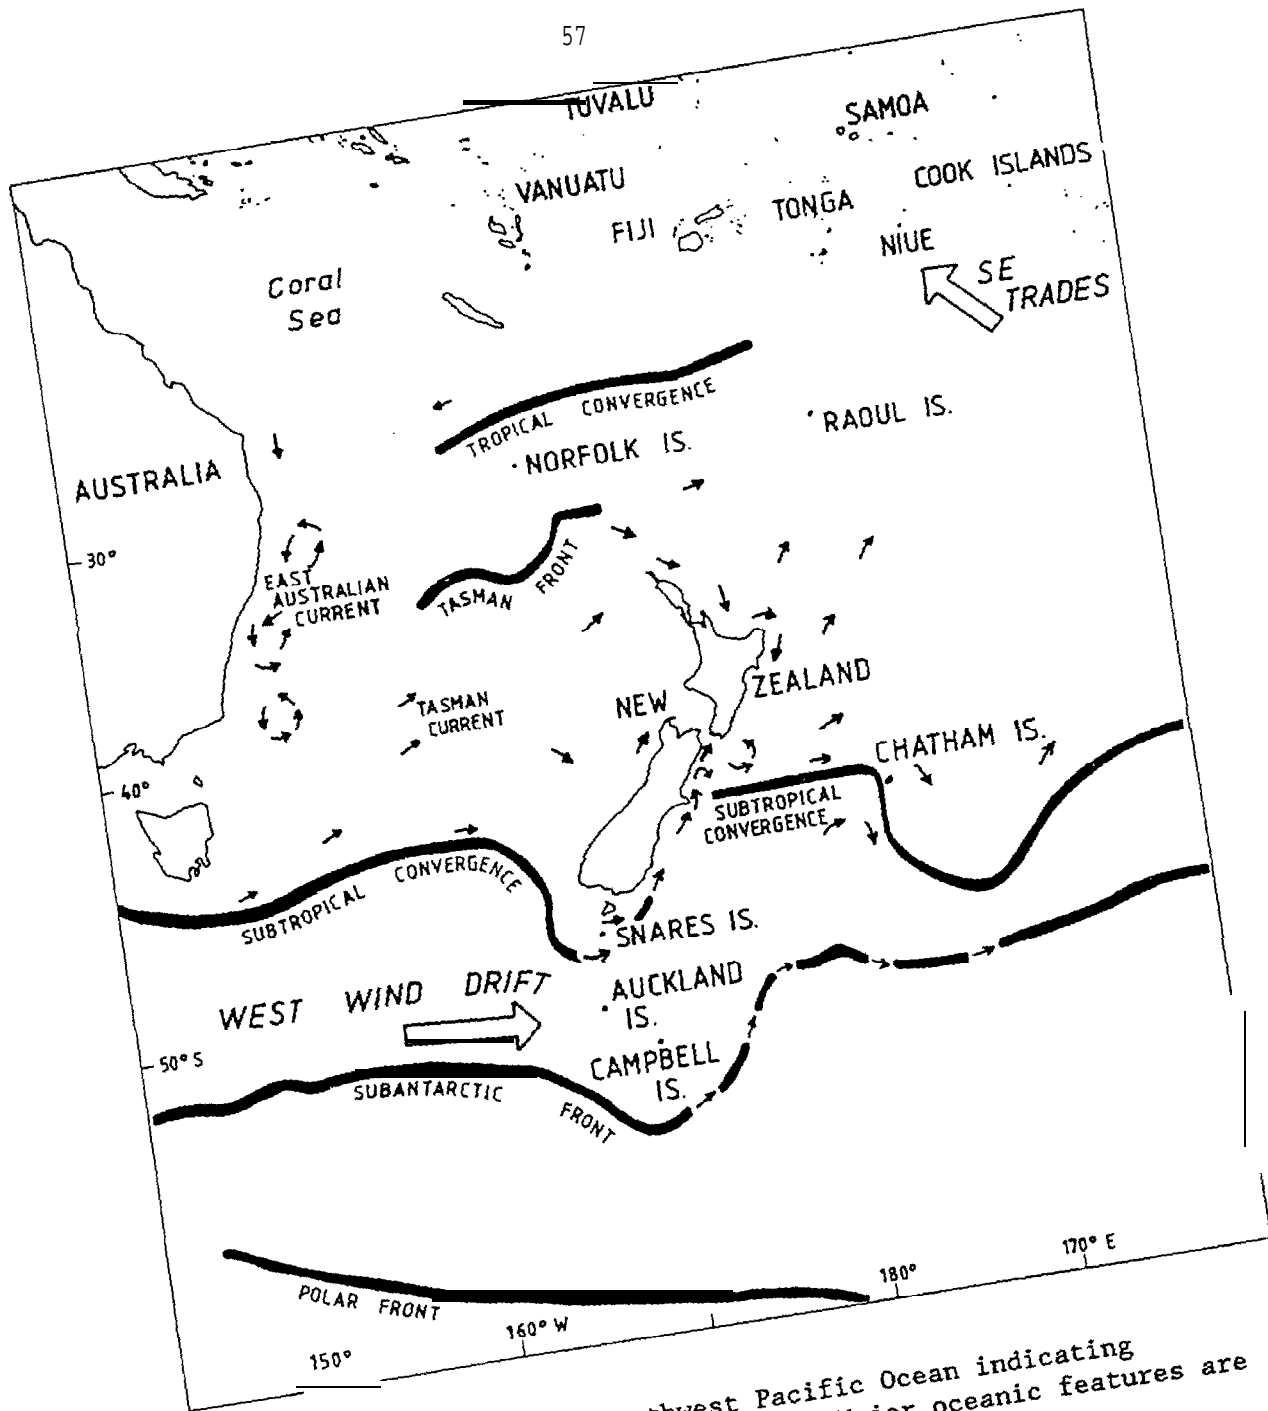 57
TUVALU
SAMOA
VANUATU
COOK ISLANDS
FIJI
TONGA
NIUE
Coral
Sea
SE
TRADES
TROPICAL CONVERGENCE
RAOUL IS.
NORFOLK IS.
AUSTRALIA
30°
EAST
AUSTRALIAN
CURRENT
TASMAN FRONT
NEW ZEALAND
TASMAN
CURRENT
CHATHAM IS.
40°
SUBTROPICAL
CONVERGENCE
SUBTROPICAL CONVERGENCE
SNARES IS.
WEST WIND DRIFT
AUCKLAND
IS.
50° S
CAMPBELL
IS.
SUBANTARCTIC FRONT
POLAR FRONT
150°
160° W
180°
170° E
west Pacific Ocean indicating
oceanic features are